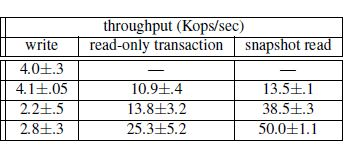 throughput (Kops/sec)
write read-only transaction snapshot read
4.0±.3 — —
4.1±.05 10.9±.4 13.5±.1
2.2±.5 13.8±3.2 38.5±.3
2.8±.3 25.3±5.2 50.0±1.1